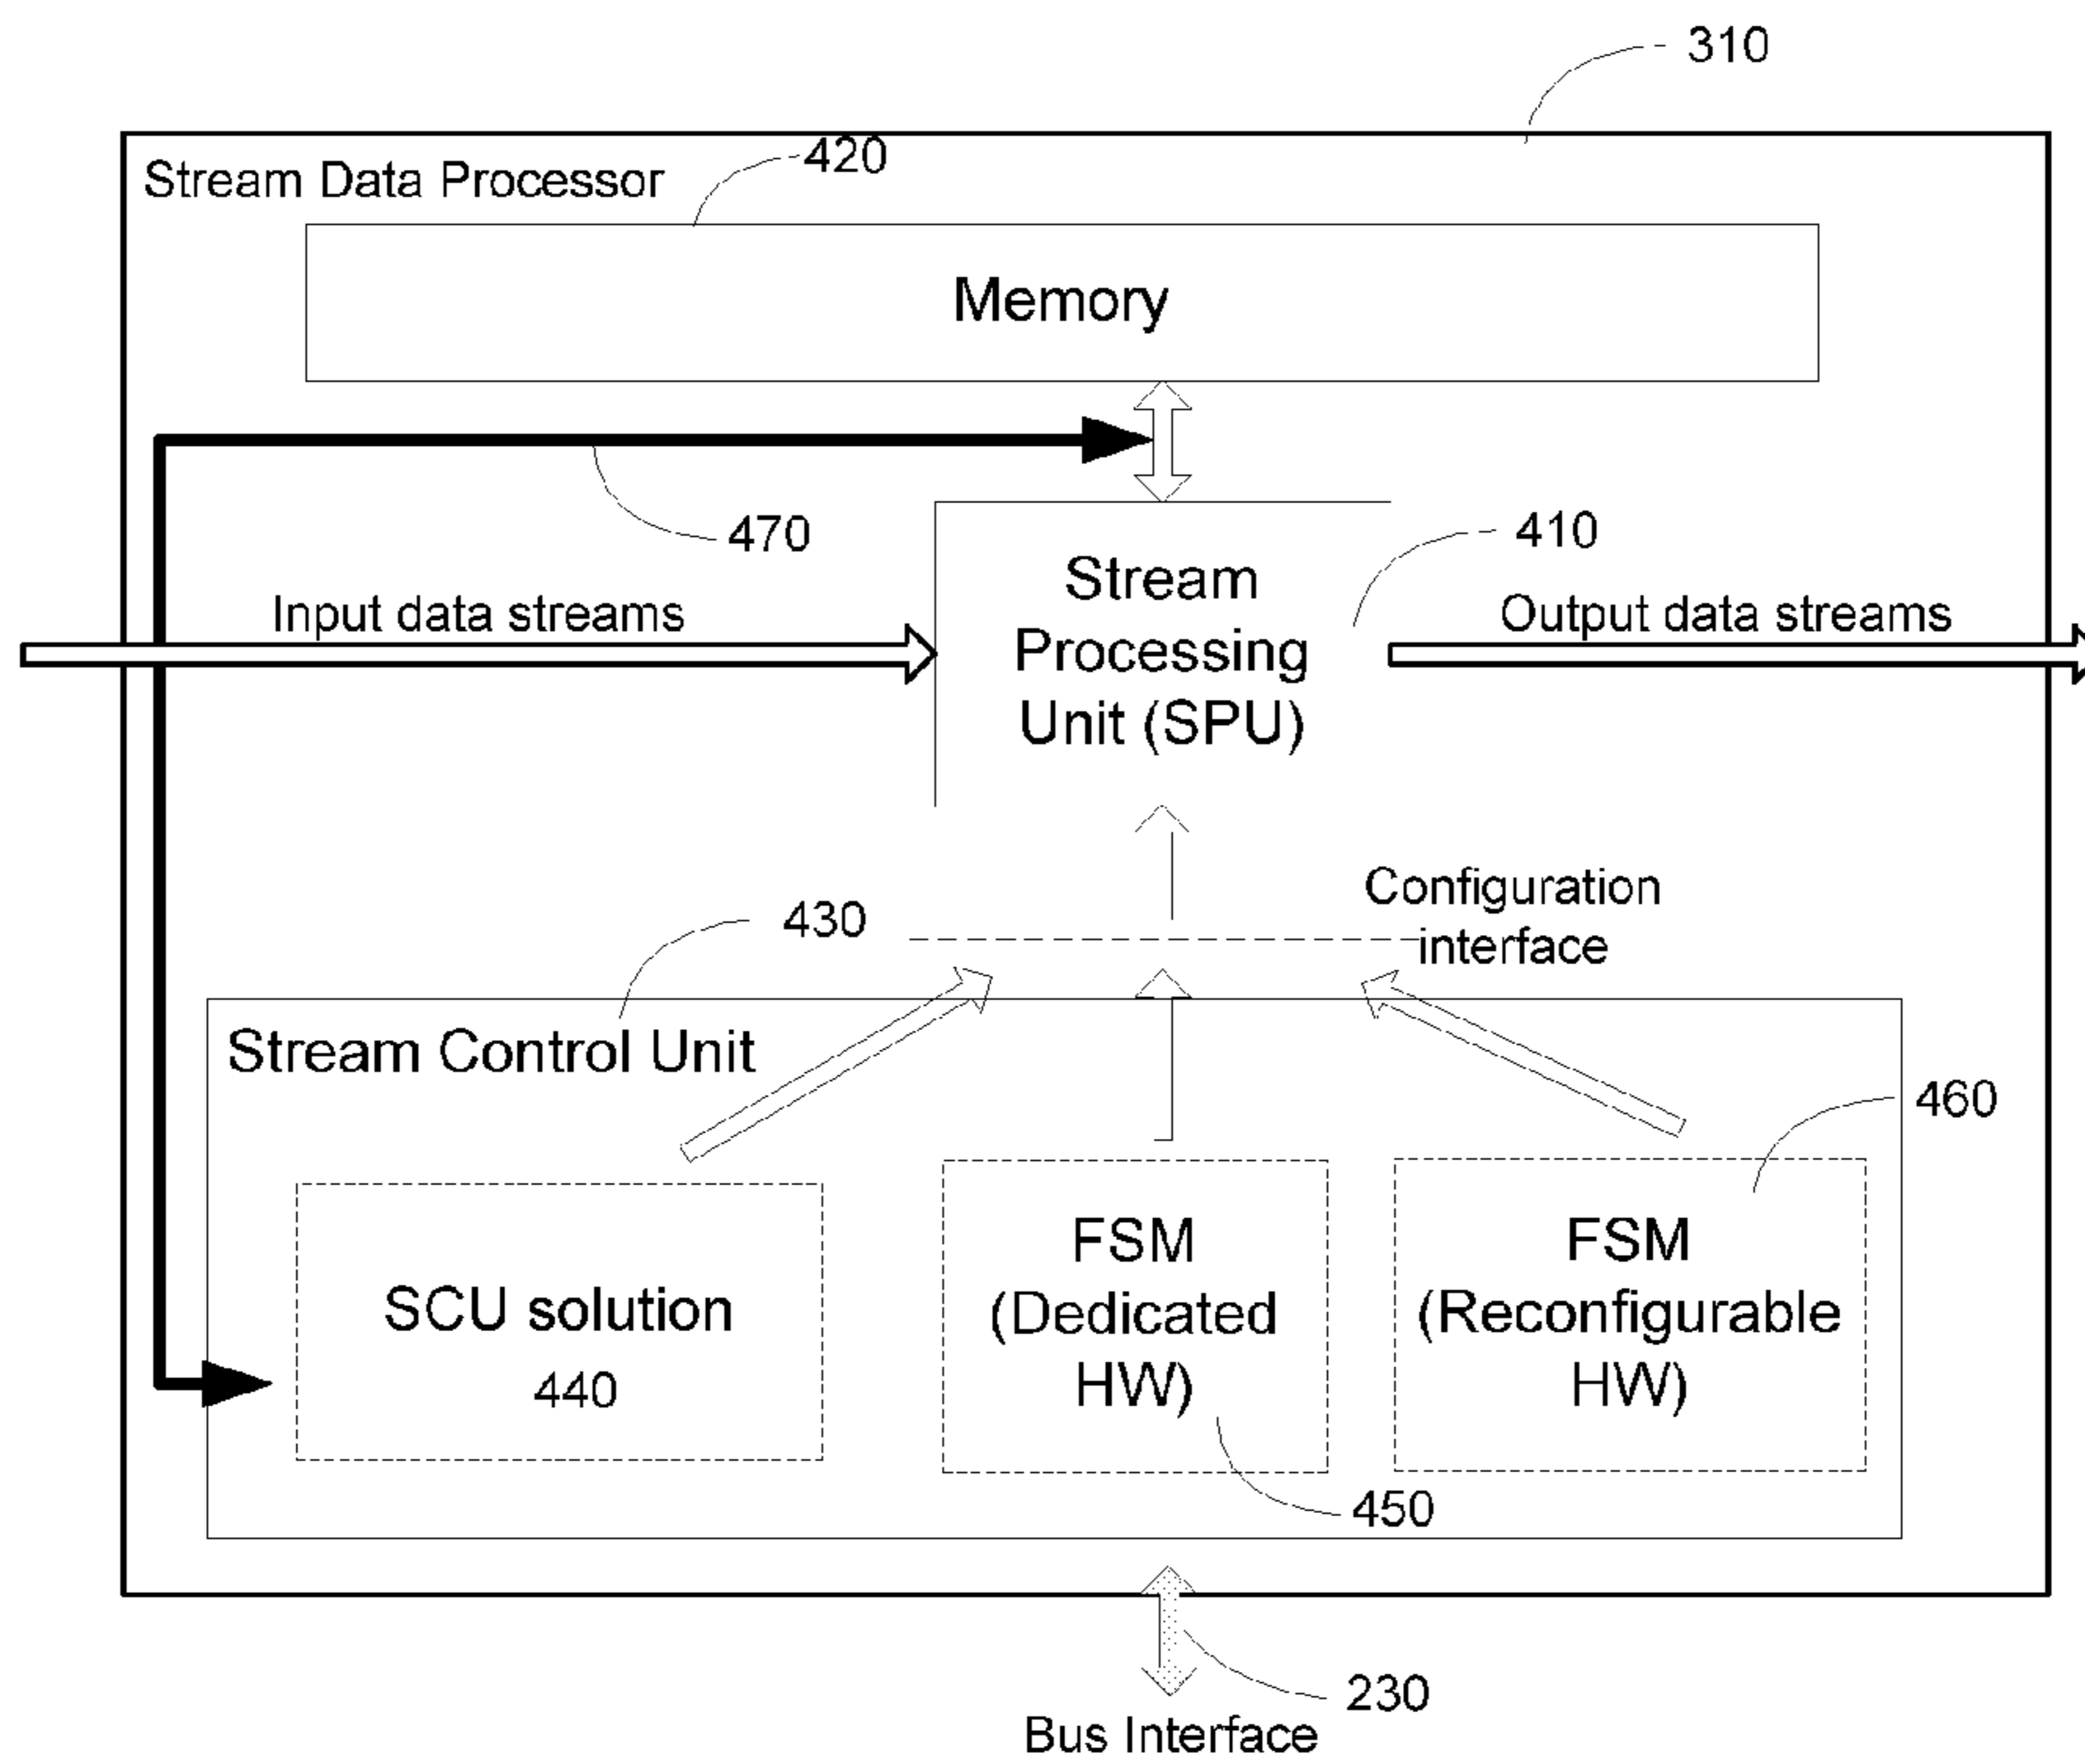 310
Stream Data Processor
420
Memory
470
410
Stream
Processing
Unit (SPU)
Input data streams
Output data streams
Configuration
interface
430
Stream Control Unit
460
SCU solution
440
FSM
(Dedicated
HW)
FSM
(Reconfigurable
HW)
450
230
Bus Interface